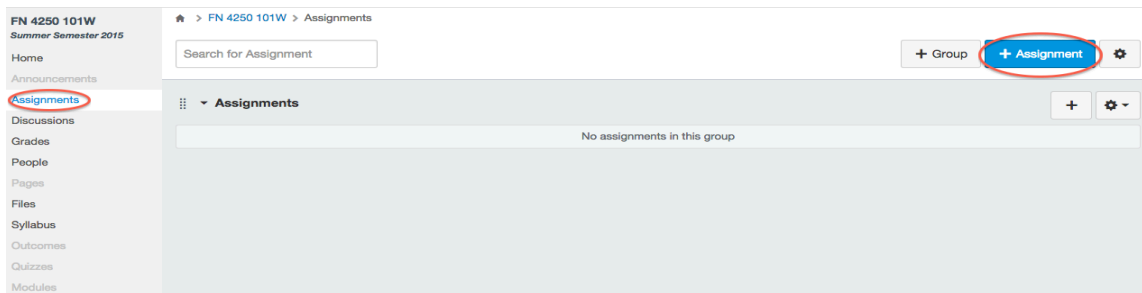 FN 4250 101W
Summer Semester 2015
Home
Announcements
Assignments
Discussions
Grades
People
Pages
Files
Syllabus
Outcomes
Quizzes
Modules
> FN 4250 101W > Assignments
Search for Assignment
+ Group
+ Assignment
Assignments
+
No assignments in this group